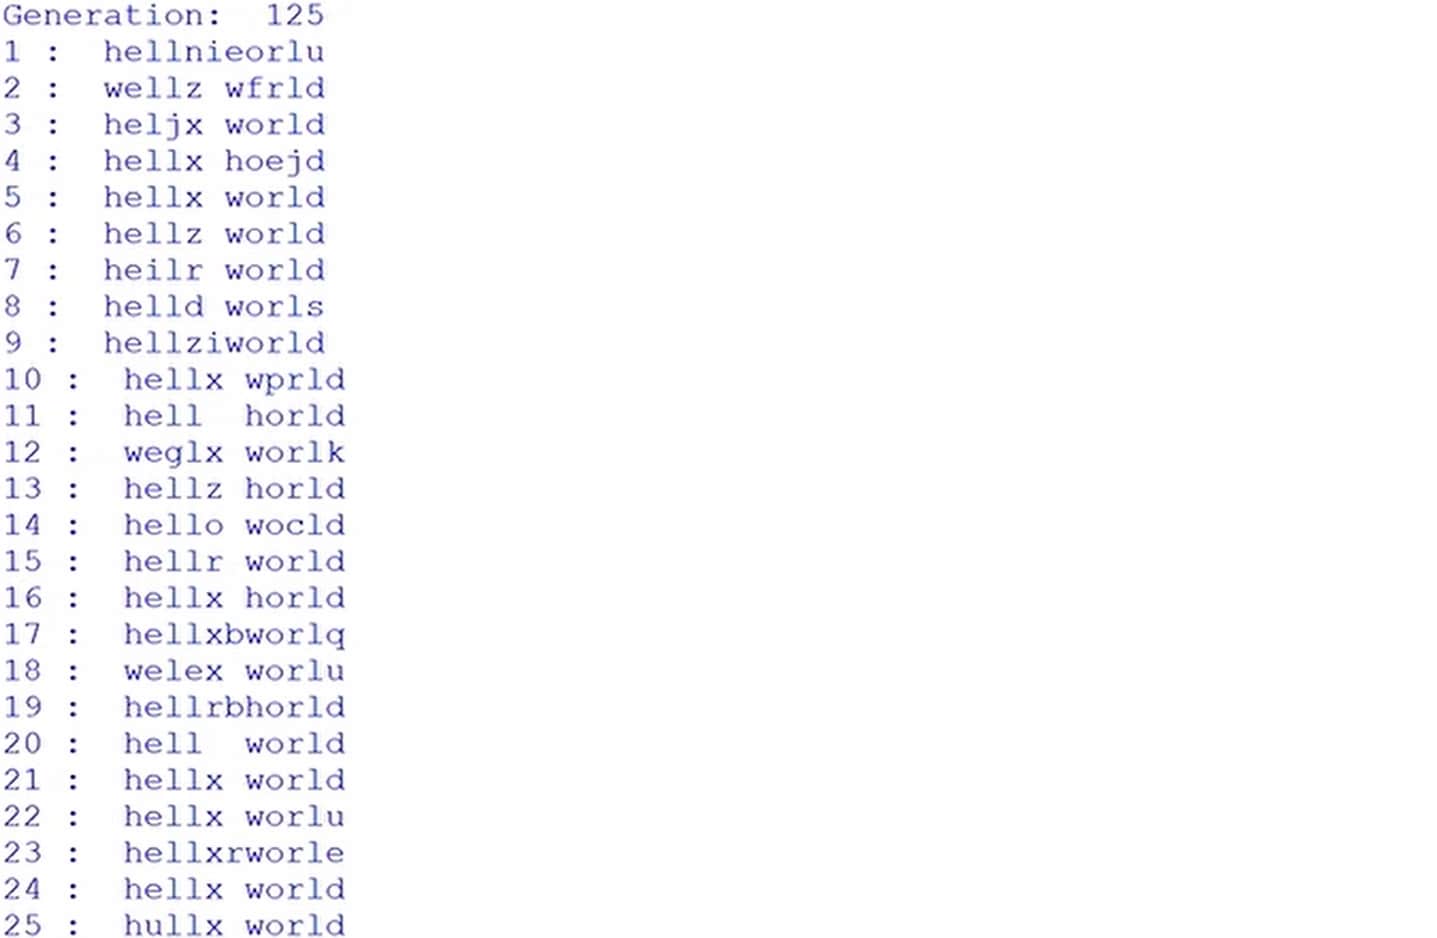 Generation:  125
1 :  hellnieorlu
2 :  wellz wfrld
3 :  heljx world
4 :  hellx hoejd
5 :  hellx world
6 :  hellz world
7 :  heilr world
8 :  helld worls
9 :  hellziworld
10 :  hellx wprld
11 :  hell  horld
12 :  weglx worlk
13 :  hellz horld
14 :  hello wocld
15 :  hellr world
16 :  hellx horld
17 :  hellxbworlq
18 :  welex worlu
19 :  hellrbhorld
20 :  hell  world
21 :  hellx world
22 :  hellx worlu
23 :  hellxrworle
24 :  hellx world
25 :  hullx world